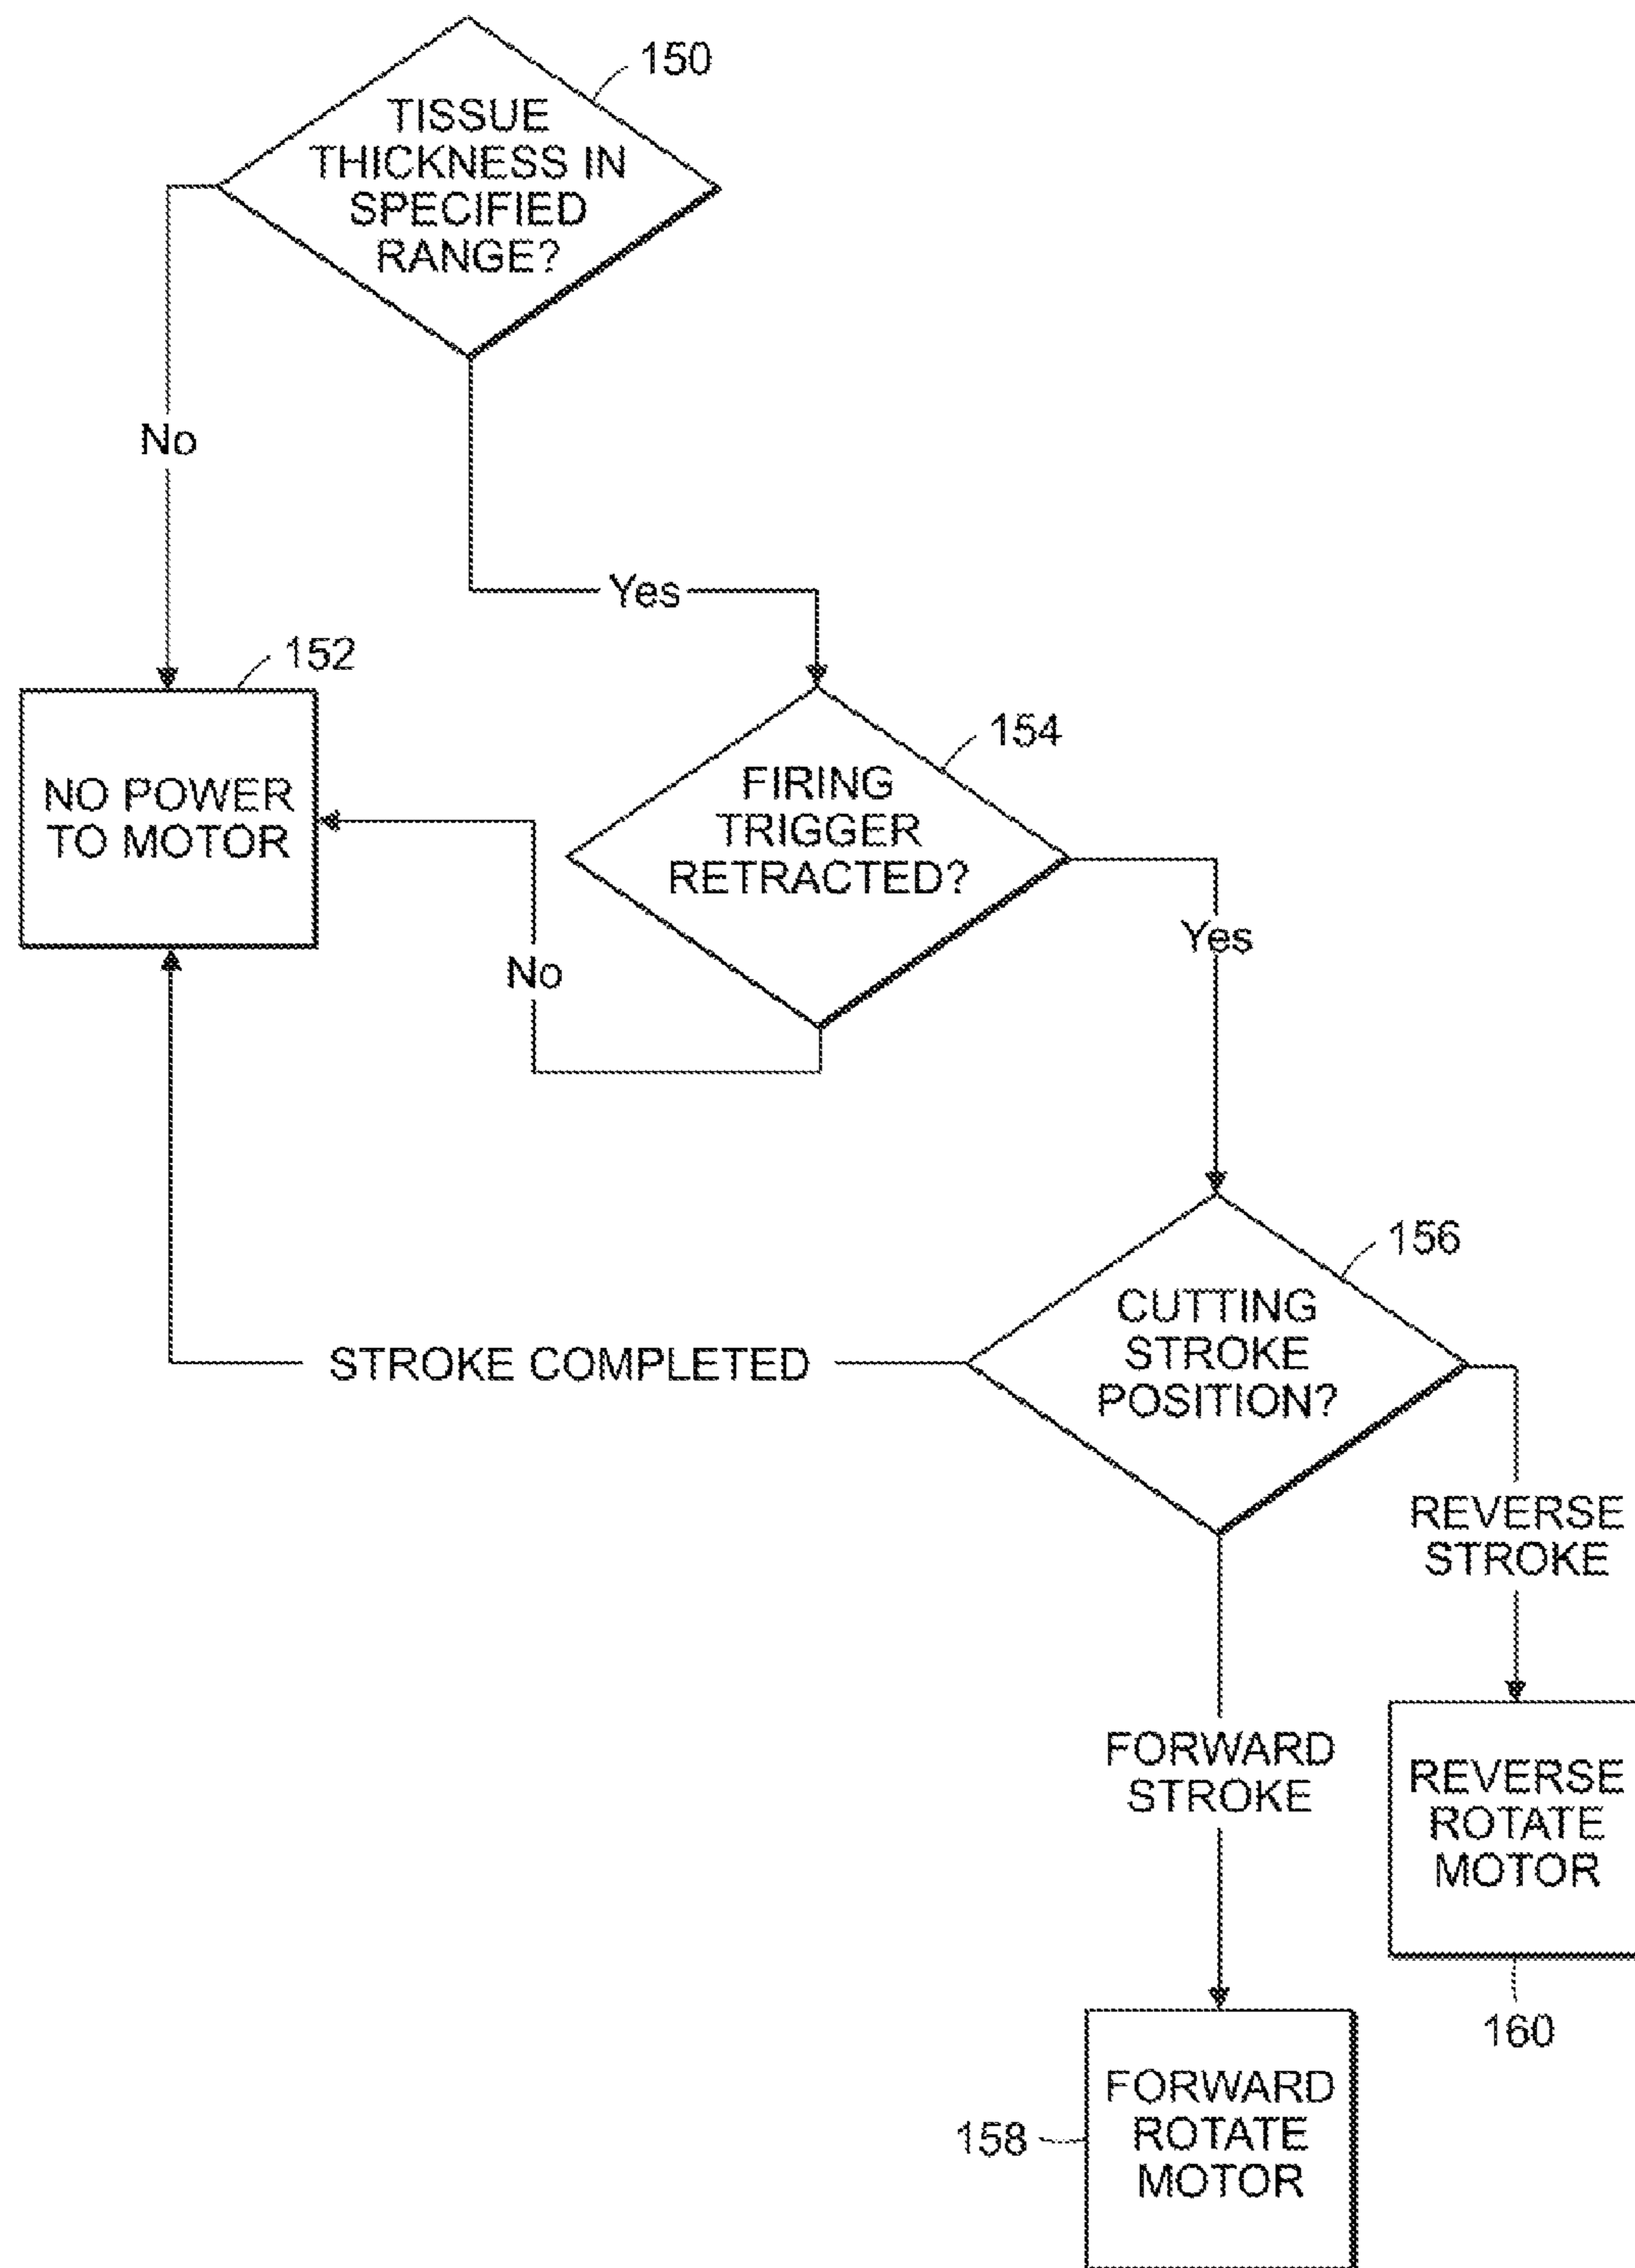 150
TISSUE
THICKNESS IN
SPECIFIED
RANGE?
No
Yes
152
NO POWER
TO MOTOR
154
FIRING
TRIGGER
RETRACTED?
Yes
No
156
CUTTING
STROKE
POSITION?
STROKE COMPLETED
REVERSE
STROKE
FORWARD
STROKE
REVERSE
ROTATE
MOTOR
160
FORWARD
ROTATE
MOTOR
158